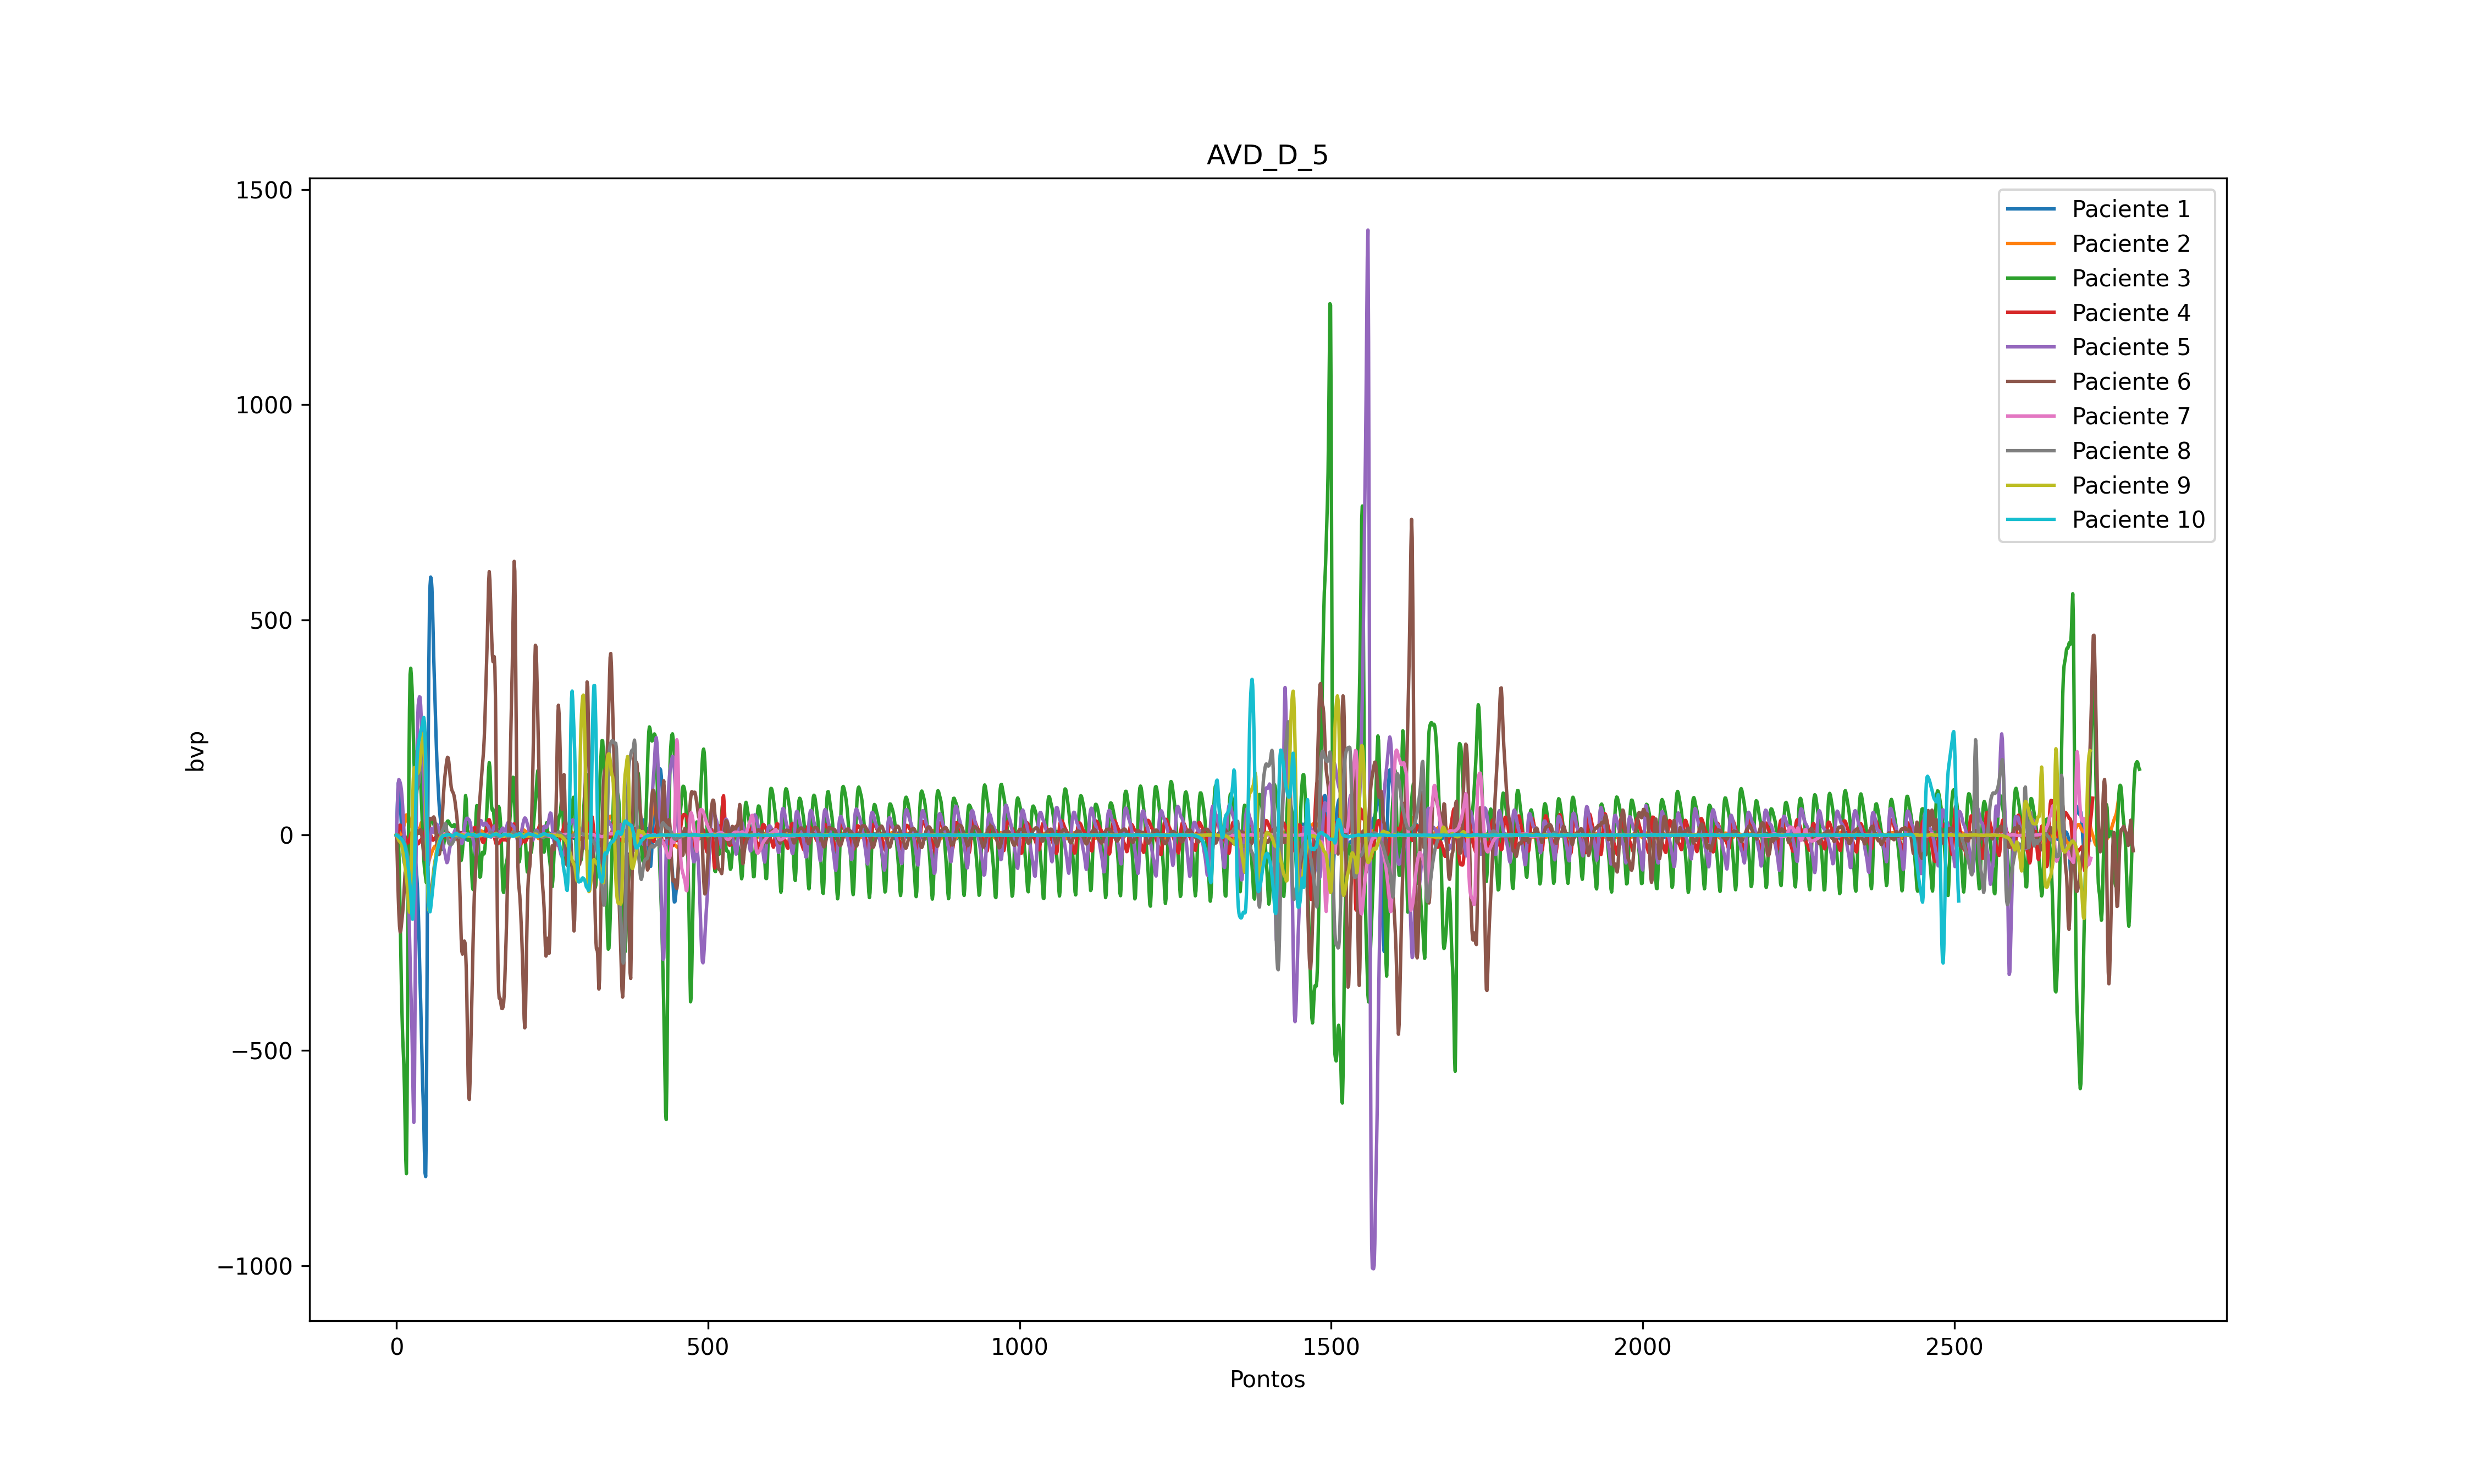 AVD_D_5
1500
1000
500
0
−500
−1000
bvp
0 500 1000 1500 2000 2500
Pontos
Paciente 1
Paciente 2
Paciente 3
Paciente 4
Paciente 5
Paciente 6
Paciente 7
Paciente 8
Paciente 9
Paciente 10